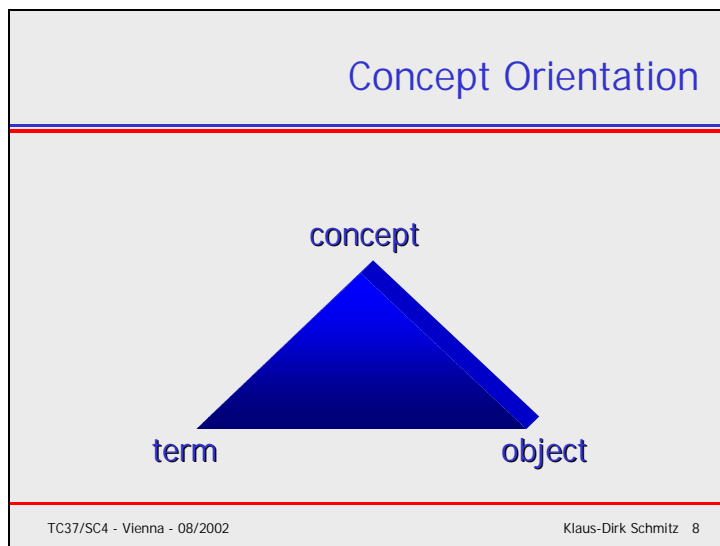 Concept Orientation
concept
term object
TC37/SC4 - Vienna - 08/2002 Klaus-Dirk Schmitz 8